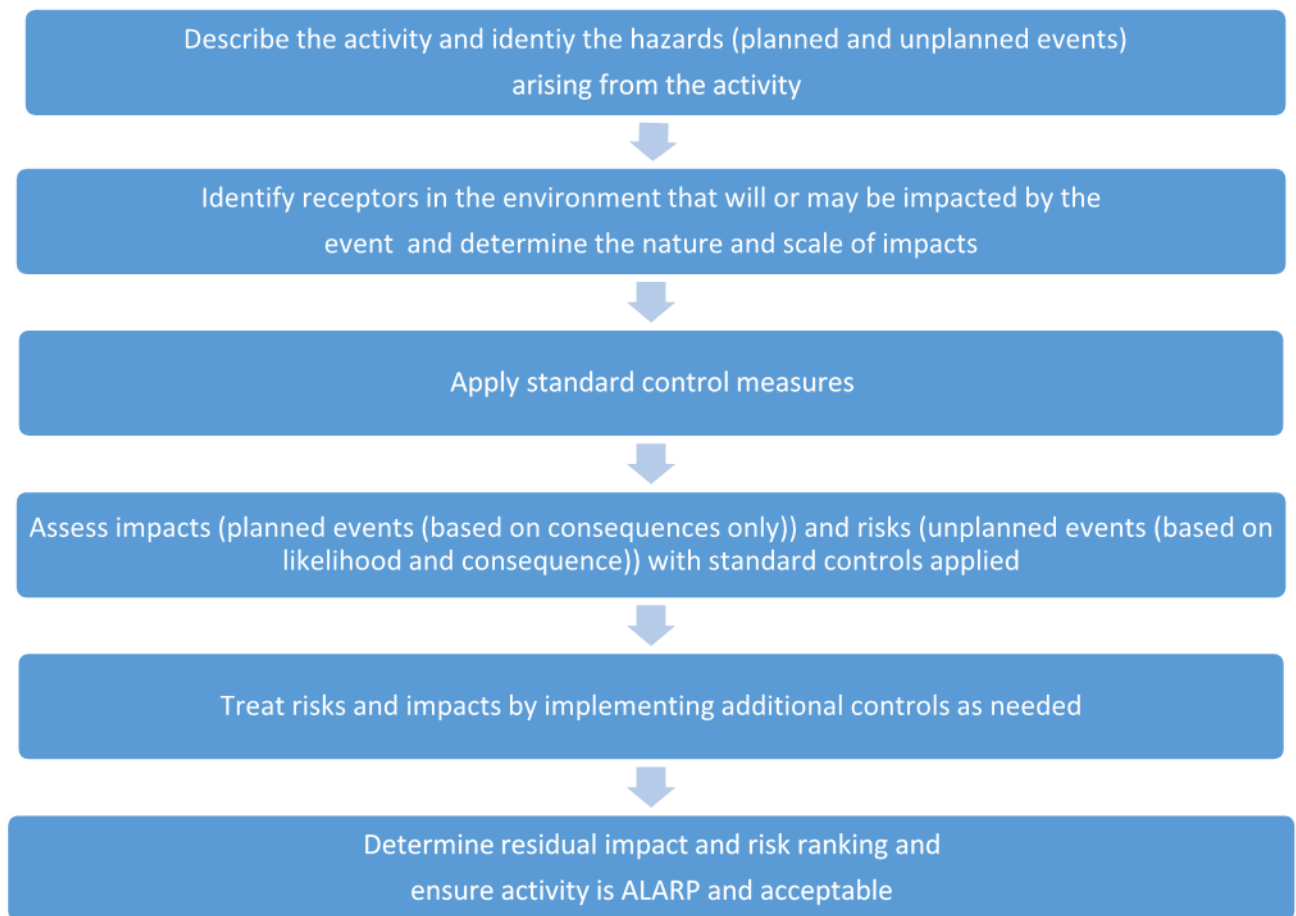 Describe the activity and identiy the hazards (planned and unplanned events)
arising from the activity
Identify receptors in the environment that will or may be impacted by the
event and determine the nature and scale of impacts
Apply standard control measures
Assess impacts (planned events (based on consequences only)) and risks (unplanned events (based on
likelihood and consequence)) with standard controls applied
Treat risks and impacts by implementing additional controls as needed
Determine residual impact and risk ranking and
ensure activity is ALARP and acceptable